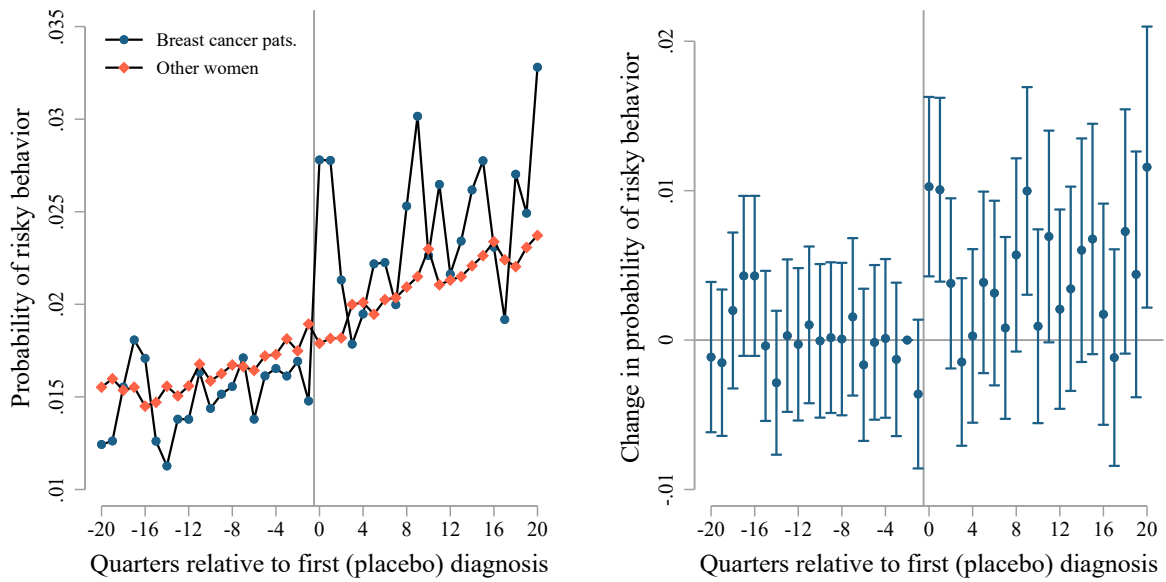 Probability of risky behavior
.01 .015 .02 .025 .03 .035
Breast cancer pats.
Other women
-20 -16 -12 -8 -4 0 4 8 12 16 20
Quarters relative to first (placebo) diagnosis
Change in probability of risky behavior
-.01 0 .01 .02
-20 -16 -12 -8 -4 0 4 8 12 16 20
Quarters relative to first (placebo) diagnosis